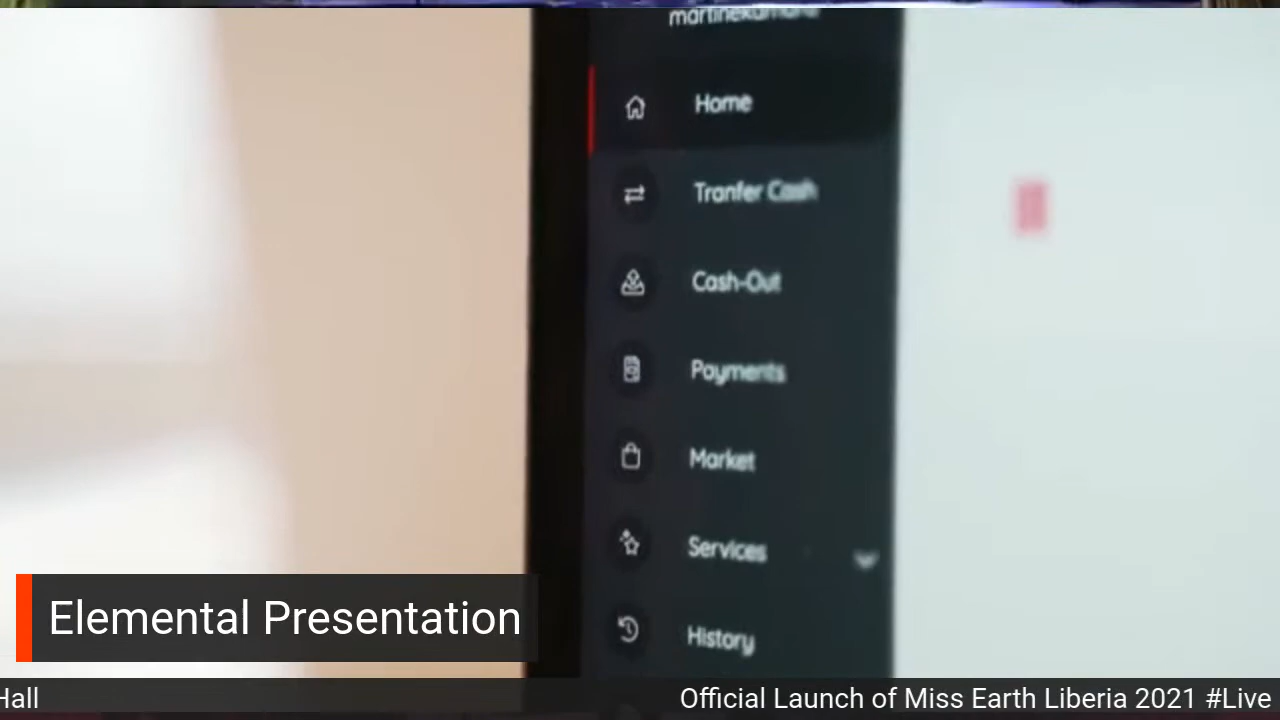 Home
Tranfer Cash
Cash-Out
Payments
Market
Services
History
Elemental Presentation
Hall
Official Launch of Miss Earth Liberia 2021 #Live